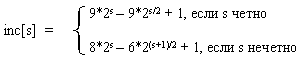 inc[s] =
9*2^s – 9*2^(s/2) + 1, если s четно
8*2^s – 6*2^((s+1)/2) + 1, если s нечетно